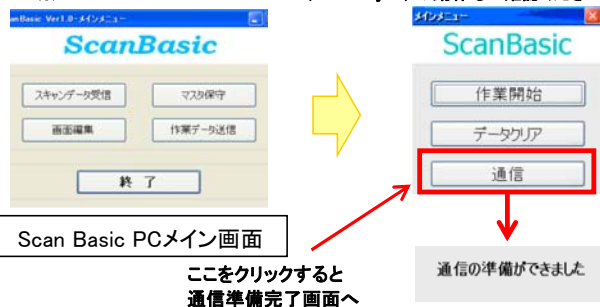 ScanBasic Ver1.0-メインメニュー
ScanBasic
スキャンデータ受信
マスタ保守
画面編集
作業データ送信
終 了
Scan Basic PCメイン画面
メインメニュー
ScanBasic
作業開始
データクリア
通信
通信の準備ができました
ここをクリックすると
通信準備完了画面へ